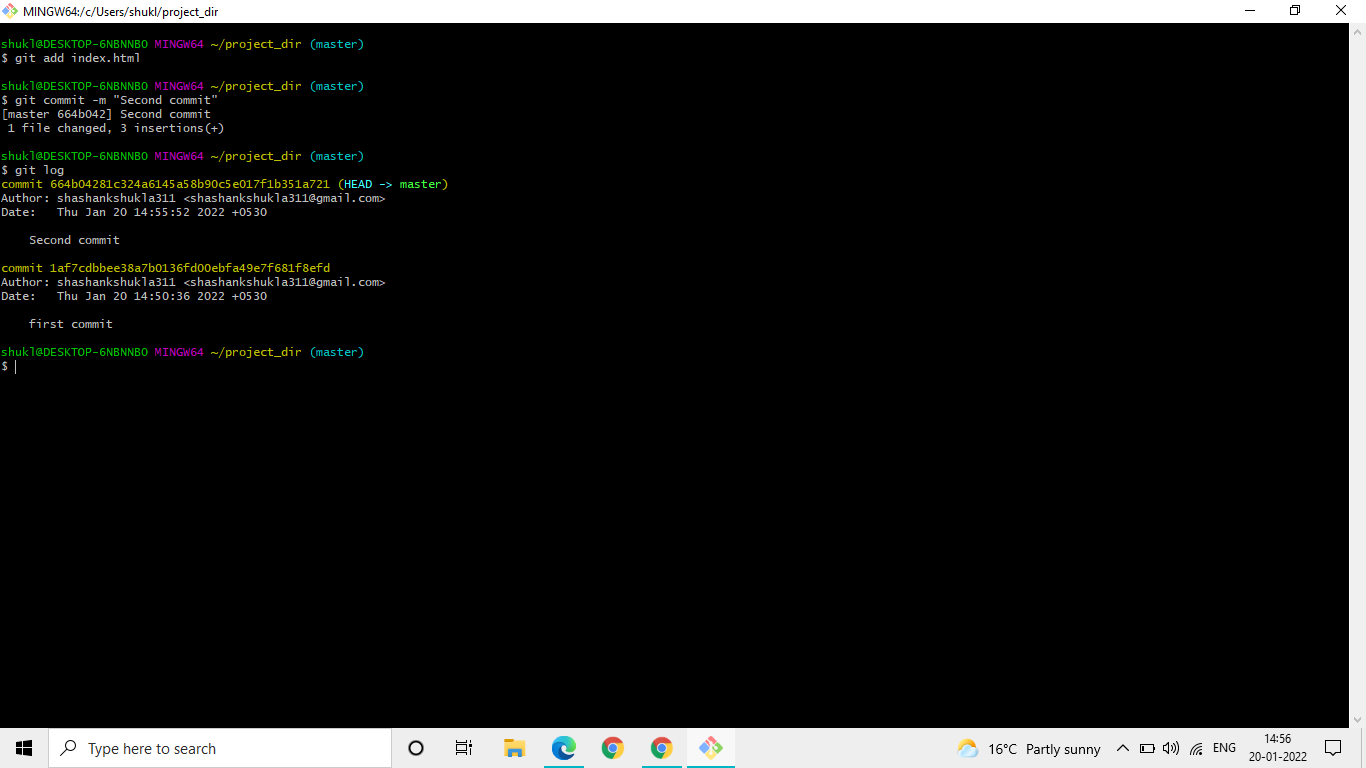 MINGW64:/c/Users/shukl/project_dir
shukl@DESKTOP-6NBNNBO MINGW64 ~/project_dir (master)
$ git add index.html
shukl@DESKTOP-6NBNNBO MINGW64 ~/project_dir (master)
$ git commit -m "Second commit"
[master 664b042] Second commit
 1 file changed, 3 insertions(+)
shukl@DESKTOP-6NBNNBO MINGW64 ~/project_dir (master)
$ git log
commit 664b04281c324a6145a58b90c5e017f1b351a721 (HEAD -> master)
Author: shashankshukla311 <shashankshukla311@gmail.com>
Date:   Thu Jan 20 14:55:52 2022 +0530
    Second commit
commit 1af7cdbbee38a7b0136fd00ebfa49e7f681f8efd
Author: shashankshukla311 <shashankshukla311@gmail.com>
Date:   Thu Jan 20 14:50:36 2022 +0530
    first commit
shukl@DESKTOP-6NBNNBO MINGW64 ~/project_dir (master)
$
Type here to search
16°C Partly sunny
ENG
14:56
20-01-2022